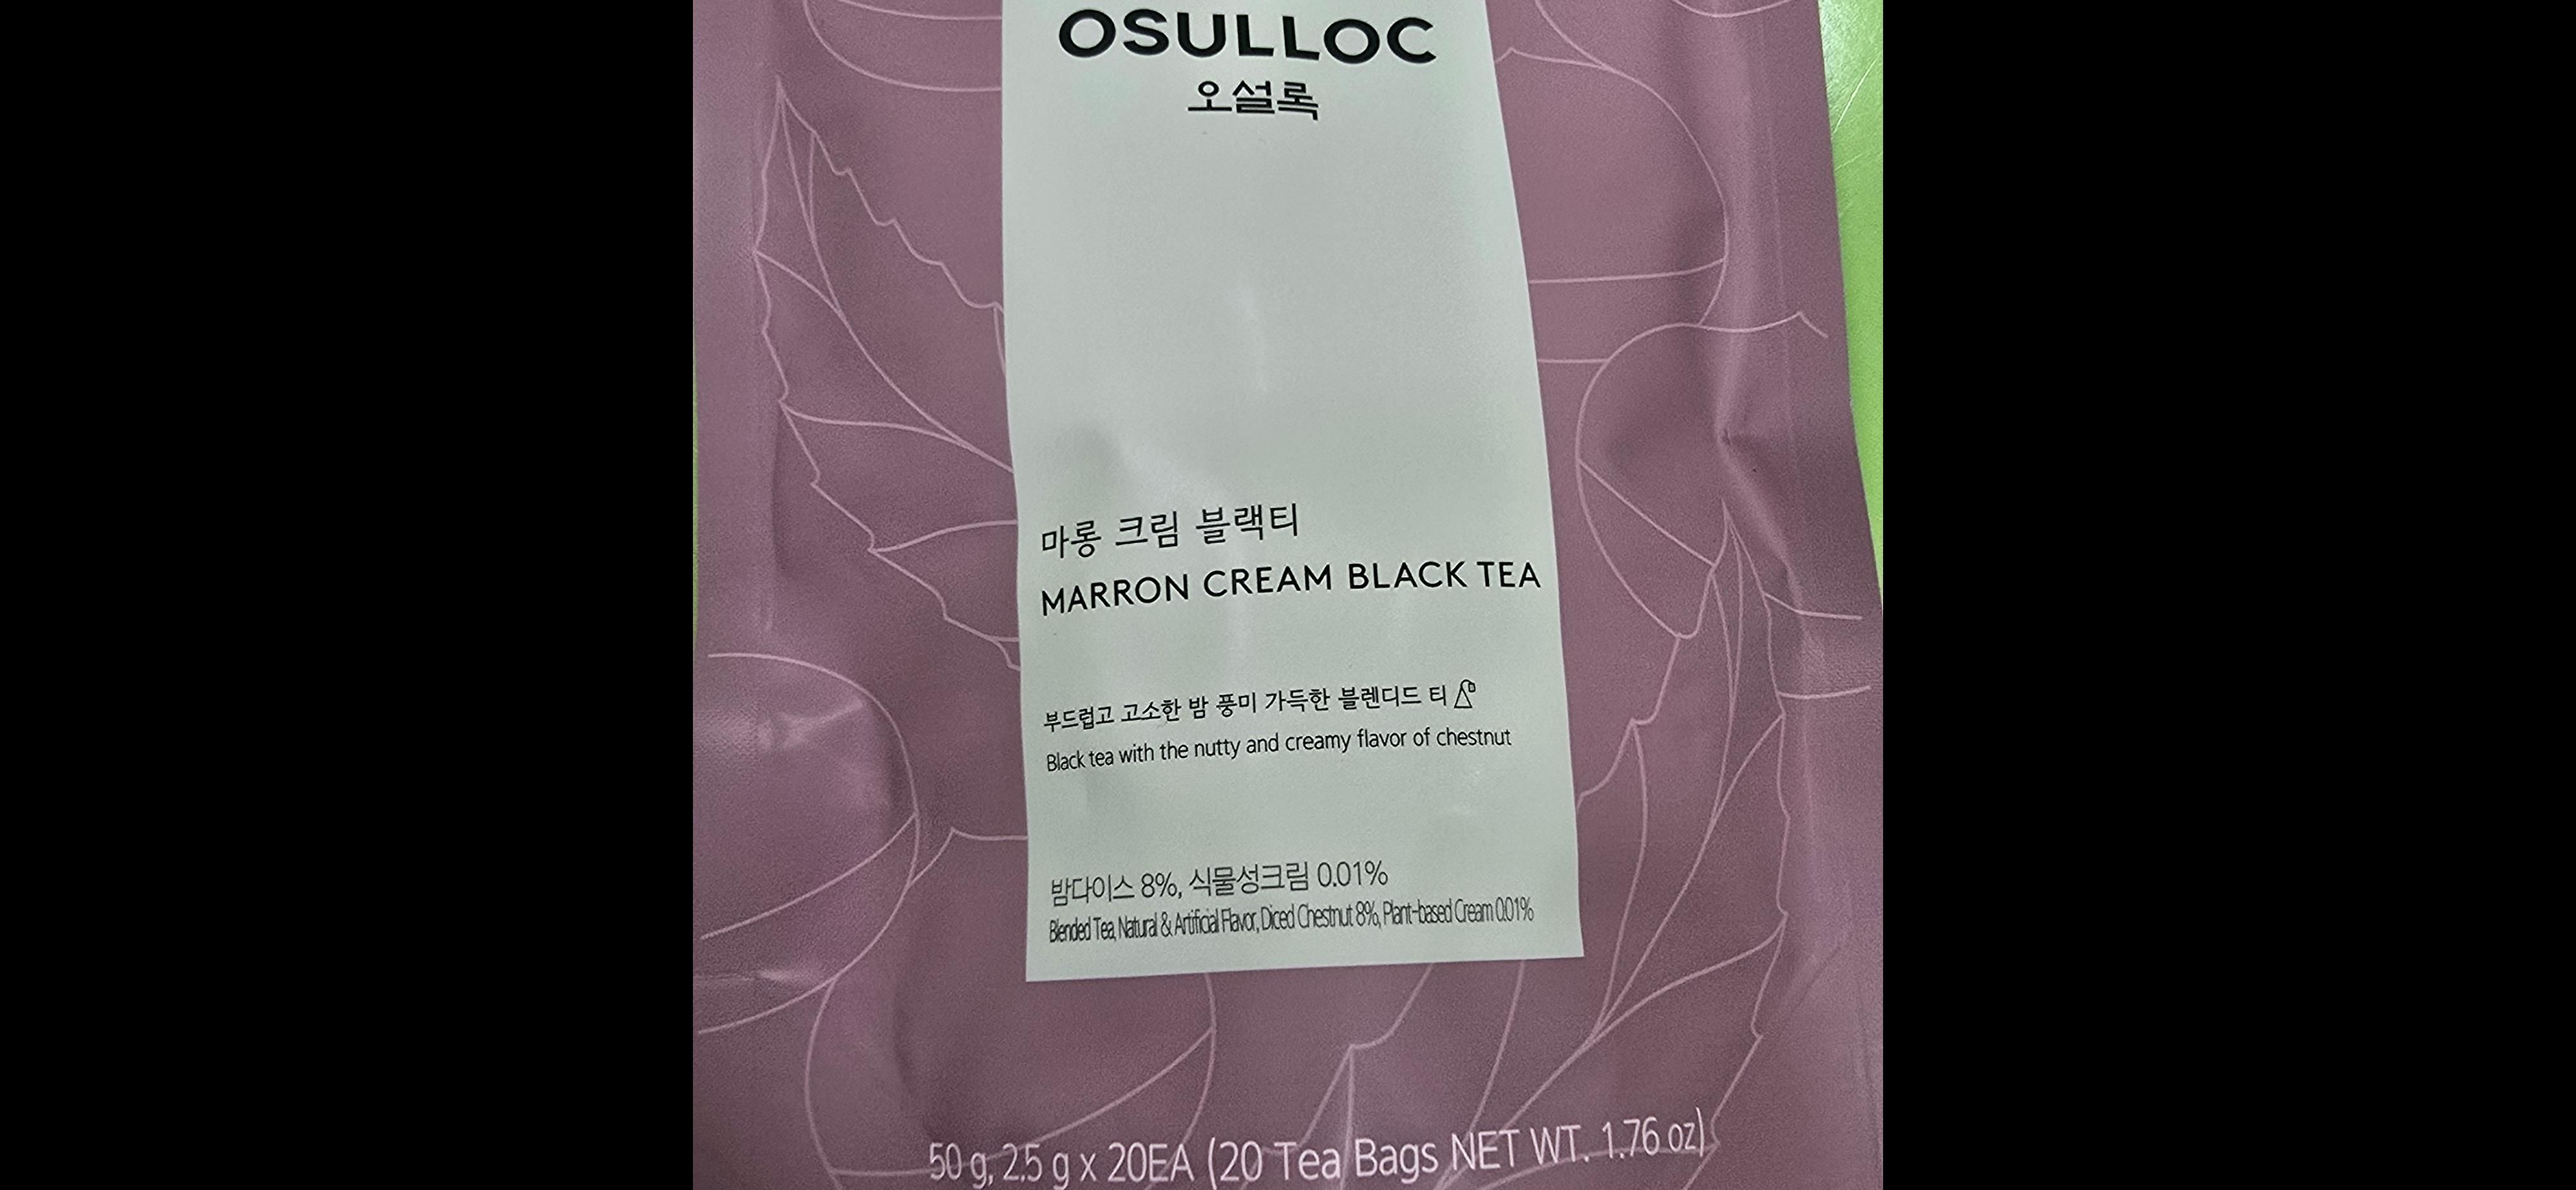 OSULLOC
오설록
마롱 크림 블랙티
MARRON CREAM BLACK TEA
부드럽고 고소한 밤 풍미 가득한 블렌디드 티
Black tea with the nutty and creamy flavor of chestnut
밤다이스 8%, 식물성크림 0.01%
Blended Tea, Natural & Artificial Flavor, Diced Chestnut 8%, Plant-based Cream 0.01%
50 g, 2.5 g x 20EA (20 Tea Bags NET WT. 1.76 oz)